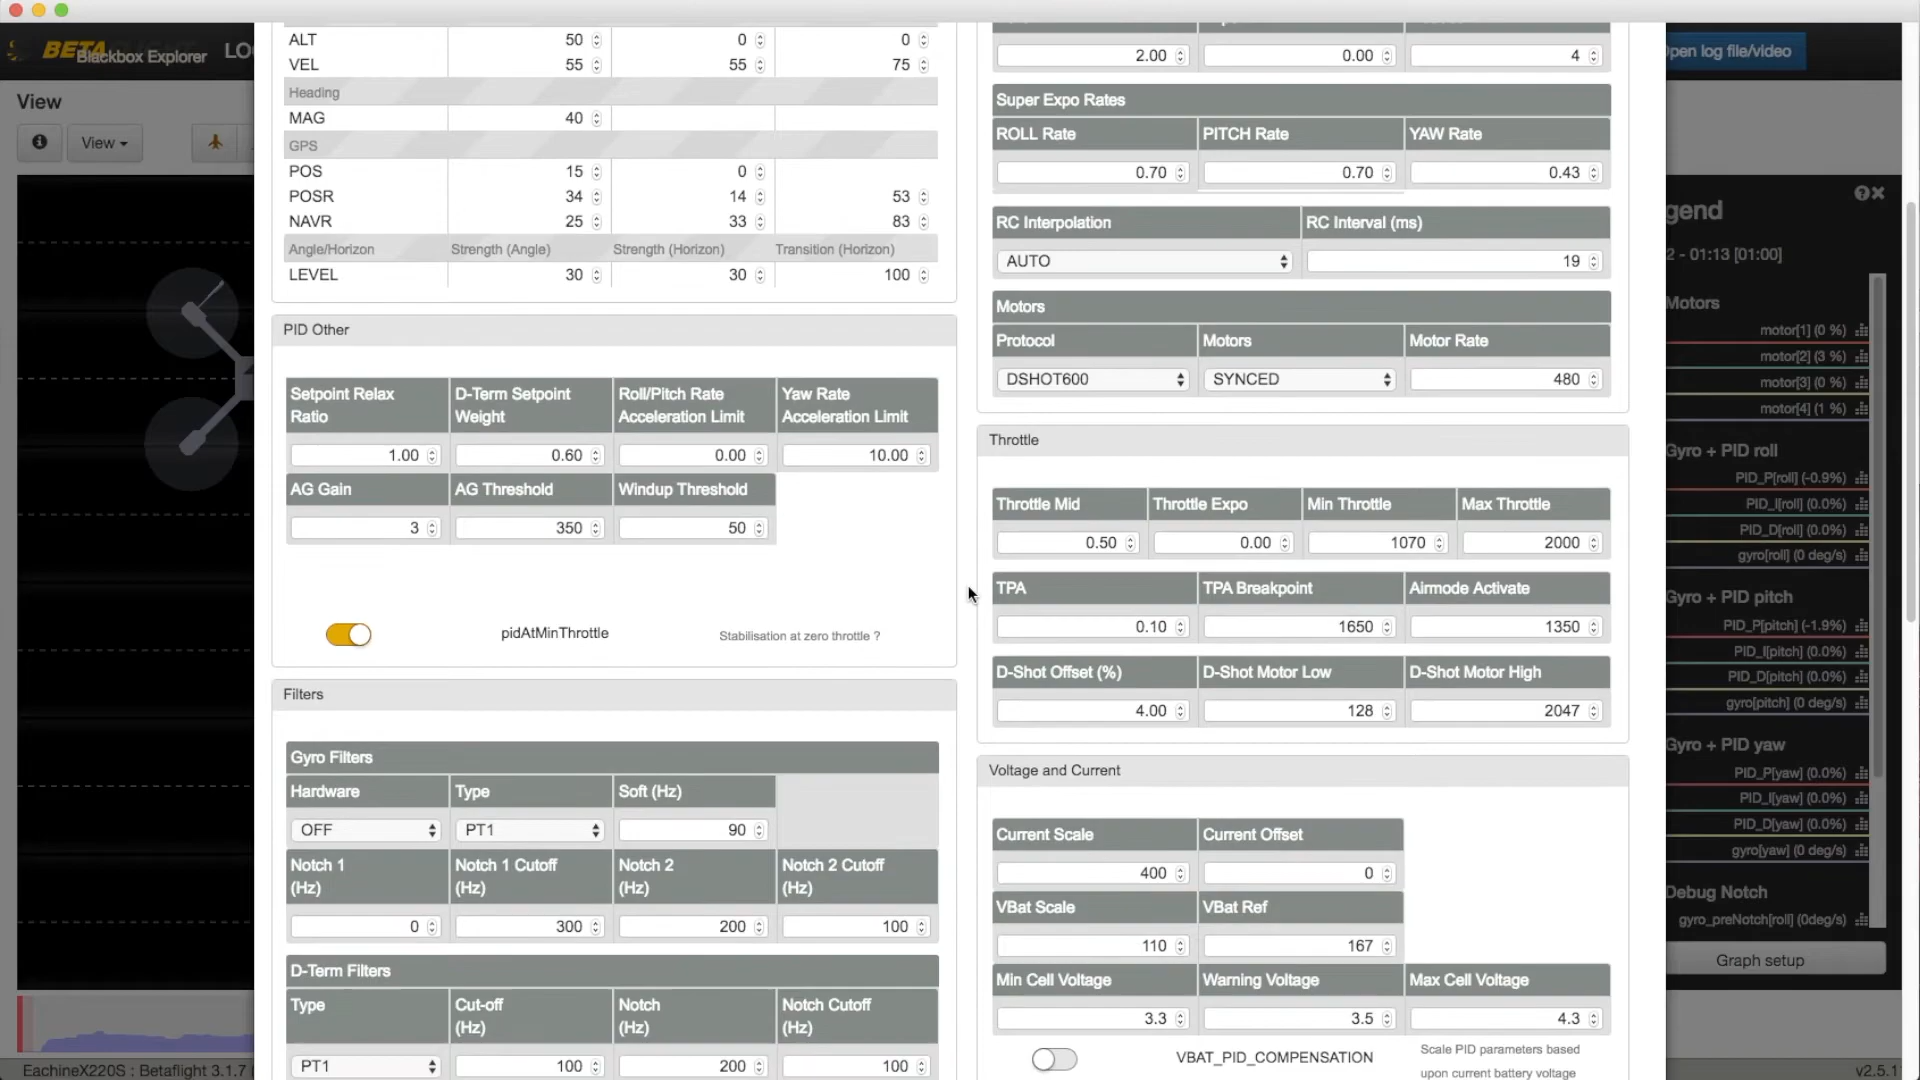 BETA
Blackbox Explorer
LO
Open log file/video
View
View
ALT 50 0 0
VEL 55 55 75
Heading
MAG 40
GPS
POS 15 0
POSR 34 14 53
NAVR 25 33 83
Angle/Horizon Strength (Angle) Strength (Horizon) Transition (Horizon)
LEVEL 30 30 100
PID Other
Setpoint Relax Ratio D-Term Setpoint Weight Roll/Pitch Rate Acceleration Limit Yaw Rate Acceleration Limit
1.00 0.60 0.00 10.00
AG Gain AG Threshold Windup Threshold
3 350 50
pidAtMinThrottle Stabilisation at zero throttle ?
Filters
Gyro Filters
Hardware Type Soft (Hz)
OFF PT1 90
Notch 1 (Hz) Notch 1 Cutoff (Hz) Notch 2 (Hz) Notch 2 Cutoff (Hz)
0 300 200 100
D-Term Filters
Type Cut-off (Hz) Notch (Hz) Notch Cutoff (Hz)
PT1 100 200 100
2.00 0.00 4
Super Expo Rates
ROLL Rate PITCH Rate YAW Rate
0.70 0.70 0.43
RC Interpolation RC Interval (ms)
AUTO 19
Motors
Protocol Motors Motor Rate
DSHOT600 SYNCED 480
Throttle
Throttle Mid Throttle Expo Min Throttle Max Throttle
0.50 0.00 1070 2000
TPA TPA Breakpoint Airmode Activate
0.10 1650 1350
D-Shot Offset (%) D-Shot Motor Low D-Shot Motor High
4.00 128 2047
Voltage and Current
Current Scale Current Offset
400 0
VBat Scale VBat Ref
110 167
Min Cell Voltage Warning Voltage Max Cell Voltage
3.3 3.5 4.3
VBAT_PID_COMPENSATION Scale PID parameters based
upon current battery voltage
gend
2 - 01:13 [01:00]
Motors
motor[1] (0 %)
motor[2] (3 %)
motor[3] (0 %)
motor[4] (1 %)
Gyro + PID roll
PID_P[roll] (-0.9%)
PID_I[roll] (0.0%)
PID_D[roll] (0.0%)
gyro[roll] (0 deg/s)
Gyro + PID pitch
PID_P[pitch] (-1.9%)
PID_I[pitch] (0.0%)
PID_D[pitch] (0.0%)
gyro[pitch] (0 deg/s)
Gyro + PID yaw
PID_P[yaw] (0.0%)
PID_I[yaw] (0.0%)
PID_D[yaw] (0.0%)
gyro[yaw] (0 deg/s)
Debug Notch
gyro_preNotch[roll] (0deg/s)
Graph setup
EachineX220S : Betaflight 3.1.7
v2.5.1